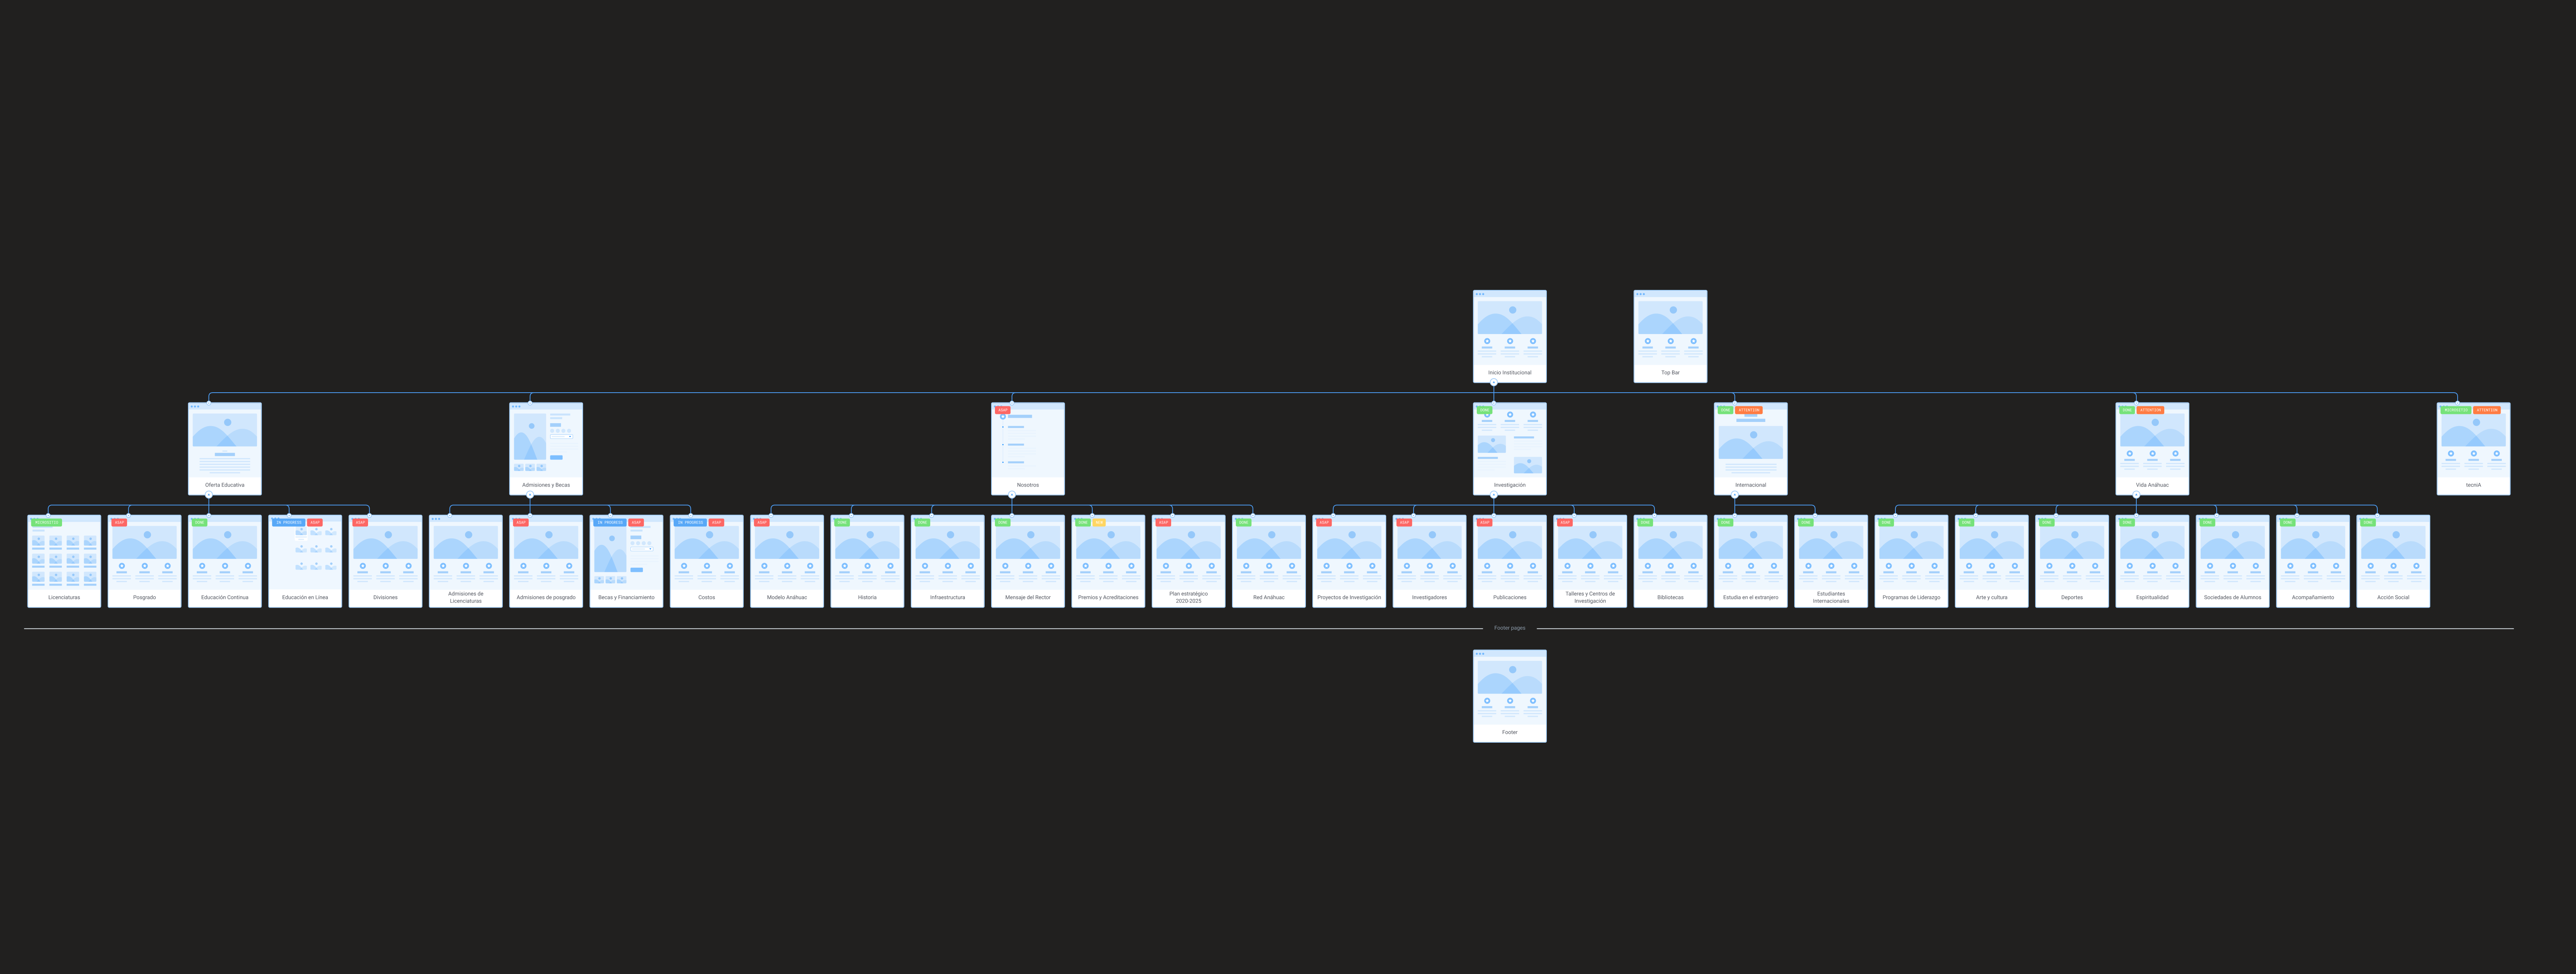 Inicio Institucional
Top Bar
Oferta Educativa
Admisiones y Becas
ASAP
Nosotros
DONE
Investigación
DONE ATTENTION
Internacional
DONE ATTENTION
Vida Anáhuac
MICROSITIO ATTENTION
tecniA
MICROSITIO
Licenciaturas
ASAP
Posgrado
DONE
Educación Continua
IN PROGRESS ASAP
Educación en Línea
ASAP
Divisiones
Admisiones de
Licenciaturas
ASAP
Admisiones de posgrado
IN PROGRESS ASAP
Becas y Financiamiento
IN PROGRESS ASAP
Costos
ASAP
Modelo Anáhuac
DONE
Historia
DONE
Infraestructura
DONE
Mensaje del Rector
DONE
Premios y Acreditaciones
ASAP
Plan estratégico
2020-2025
DONE
Red Anáhuac
ASAP
Proyectos de Investigación
ASAP
Investigadores
ASAP
Publicaciones
ASAP
Talleres y Centros de
Investigación
DONE
Bibliotecas
DONE
Estudia en el extranjero
DONE
Estudiantes
Internacionales
DONE
Programas de Liderazgo
DONE
Arte y cultura
DONE
Deportes
DONE
Espiritualidad
DONE
Sociedades de Alumnos
DONE
Acompañamiento
DONE
Acción Social
Footer pages
Footer